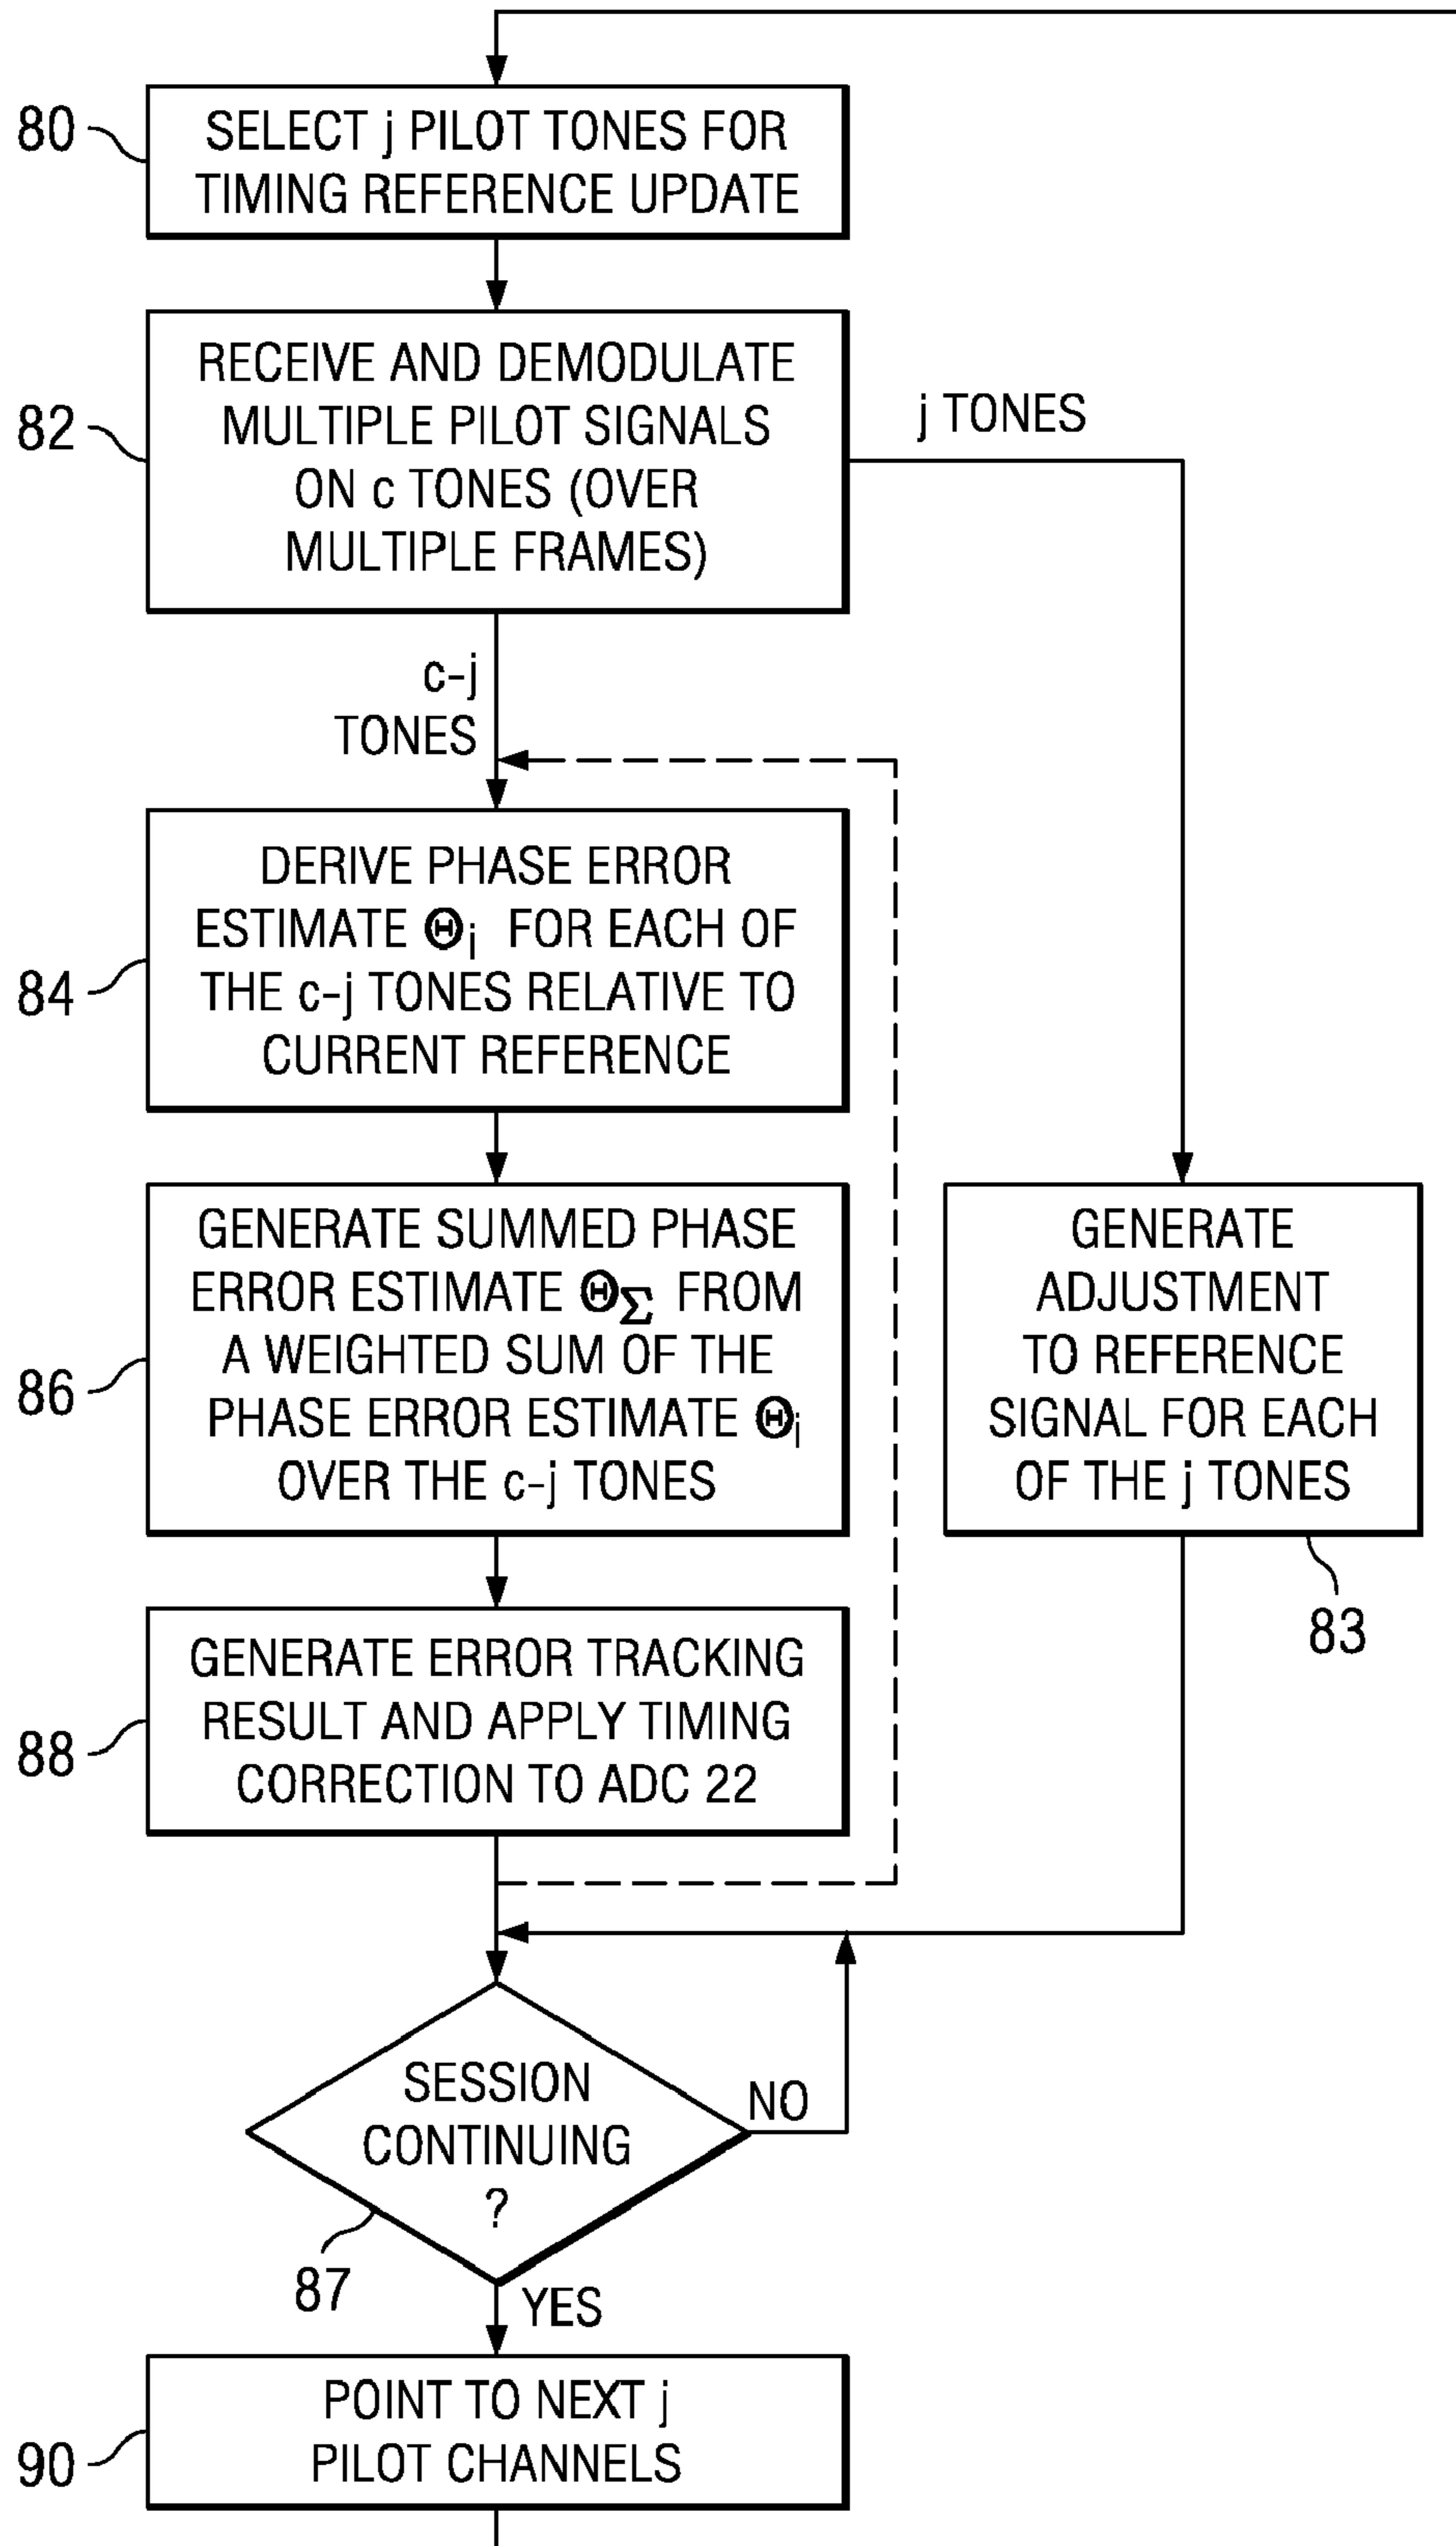 80
SELECT j PILOT TONES FOR
TIMING REFERENCE UPDATE
82
RECEIVE AND DEMODULATE
MULTIPLE PILOT SIGNALS
ON c TONES (OVER
MULTIPLE FRAMES)
j TONES
c-j
TONES
84
DERIVE PHASE ERROR
ESTIMATE Θi FOR EACH OF
THE c-j TONES RELATIVE TO
CURRENT REFERENCE
86
GENERATE SUMMED PHASE
ERROR ESTIMATE ΘΣ FROM
A WEIGHTED SUM OF THE
PHASE ERROR ESTIMATE Θi
OVER THE c-j TONES
GENERATE
ADJUSTMENT
TO REFERENCE
SIGNAL FOR EACH
OF THE j TONES
83
88
GENERATE ERROR TRACKING
RESULT AND APPLY TIMING
CORRECTION TO ADC 22
SESSION
CONTINUING
?
NO
87
YES
90
POINT TO NEXT j
PILOT CHANNELS